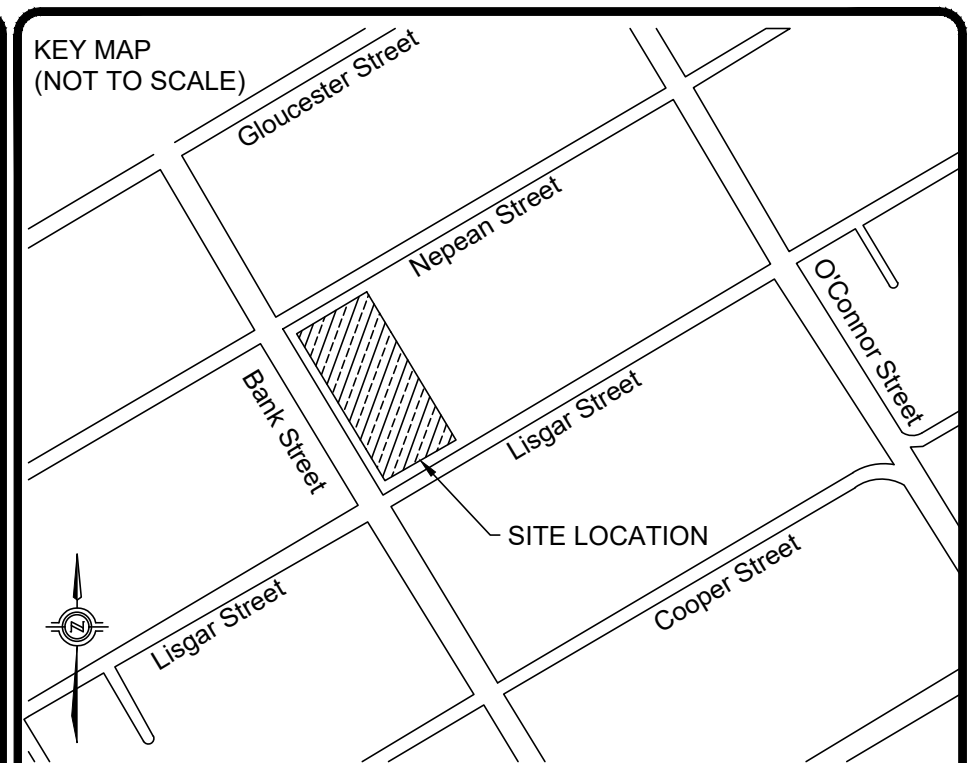 KEY MAP
(NOT TO SCALE)
Gloucester Street
Nepean Street
O'Connor Street
Bank Street
Lisgar Street
SITE LOCATION
Cooper Street
Lisgar Street
Z